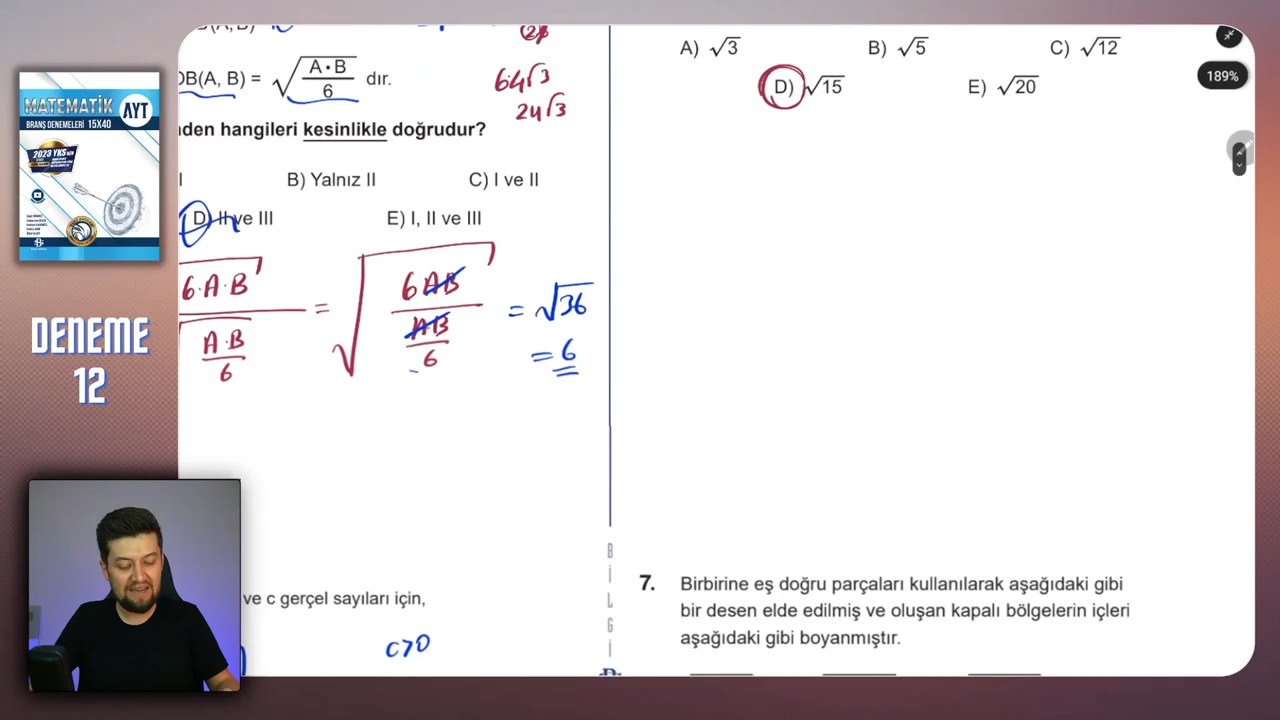 MATEMATİK
AYT
BRANŞ DENEMELERİ 15X40
DENEME
12
OB(A, B) = √(A·B/6) dır.
64√3
24√3
nden hangileri kesinlikle doğrudur?
I
B) Yalnız II
C) I ve II
D) II ve III
E) I, II ve III
6·A·B
A·B
6
=
6AB
AB
6
= √36
= 6
ve c gerçel sayıları için,
c>0
A) √3
B) √5
C) √12
D) √15
E) √20
189%
BİLGİ
7. Birbirine eş doğru parçaları kullanılarak aşağıdaki gibi
bir desen elde edilmiş ve oluşan kapalı bölgelerin içleri
aşağıdaki gibi boyanmıştır.